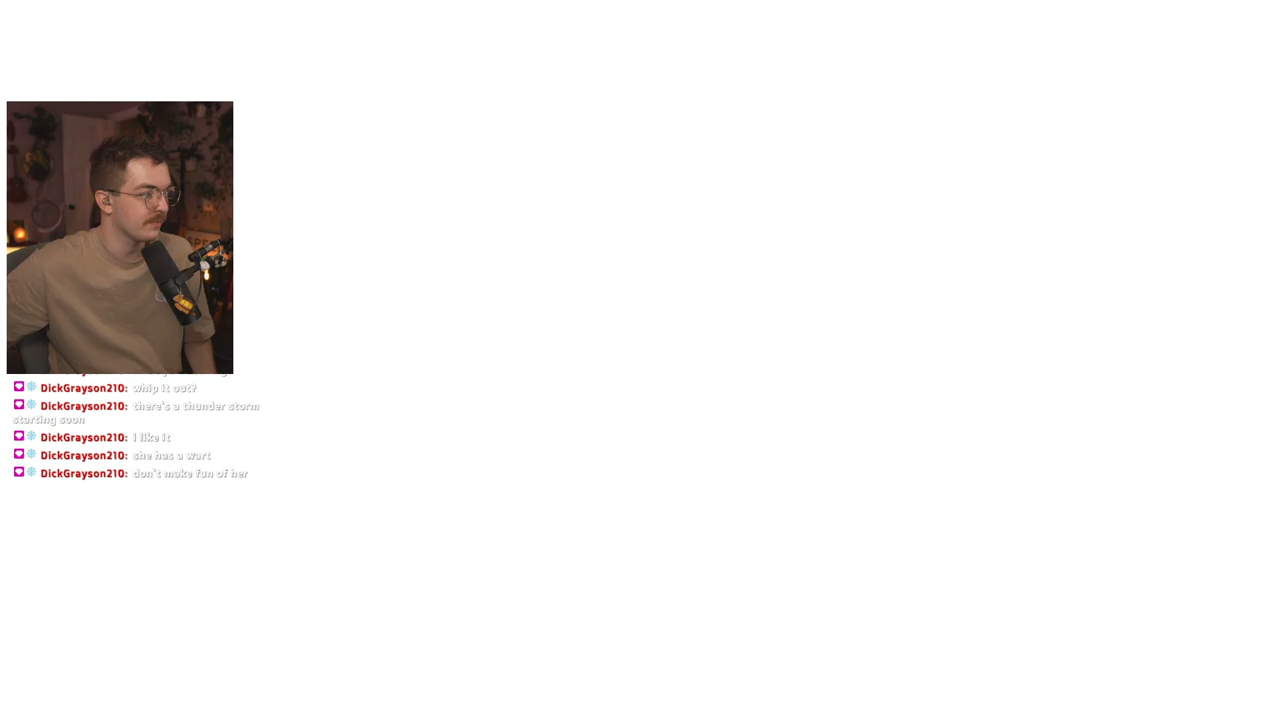 DickGrayson210: whip it out?
DickGrayson210: there's a thunder storm
starting soon
DickGrayson210: I like it
DickGrayson210: she has a wart
DickGrayson210: don't make fun of her